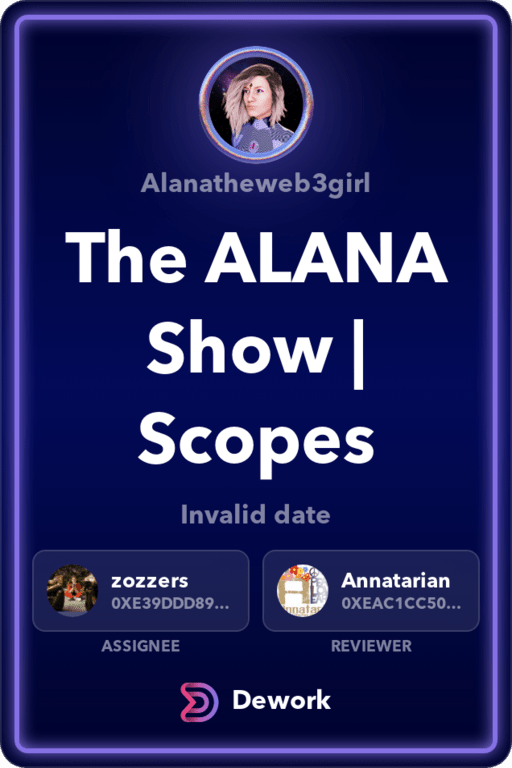 Alanatheweb3girl
The ALANA
Show |
Scopes
Invalid date
zozzers
0XE39DDD89...
Annatarian
0XEAC1CC50...
ASSIGNEE
REVIEWER
Dework